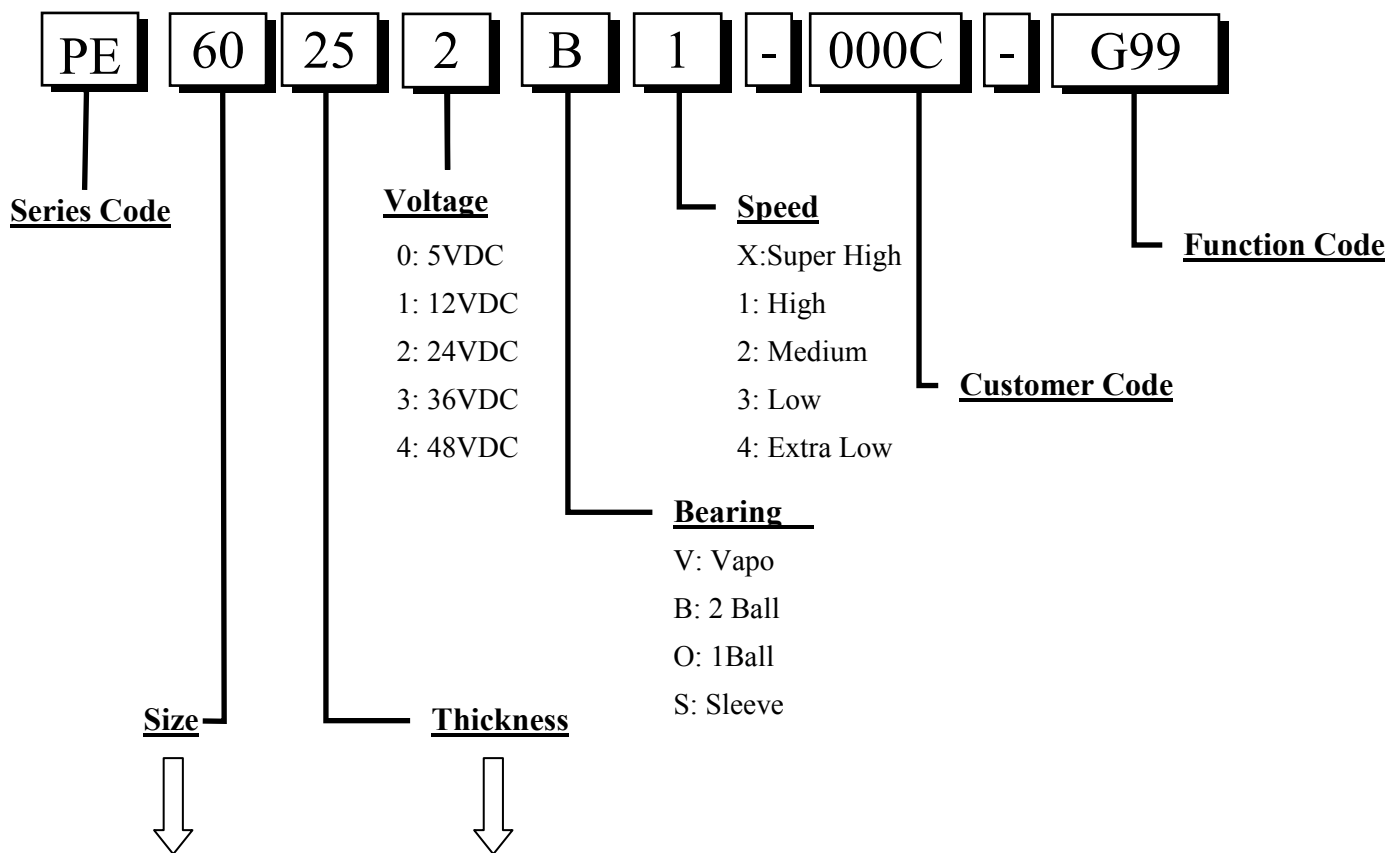 PE 60 25 2 B 1 - 000C - G99
Series Code
Voltage
0: 5VDC
1: 12VDC
2: 24VDC
3: 36VDC
4: 48VDC
Speed
X:Super High
1: High
2: Medium
3: Low
4: Extra Low
Function Code
Customer Code
Bearing
V: Vapo
B: 2 Ball
O: 1Ball
S: Sleeve
Size
Thickness